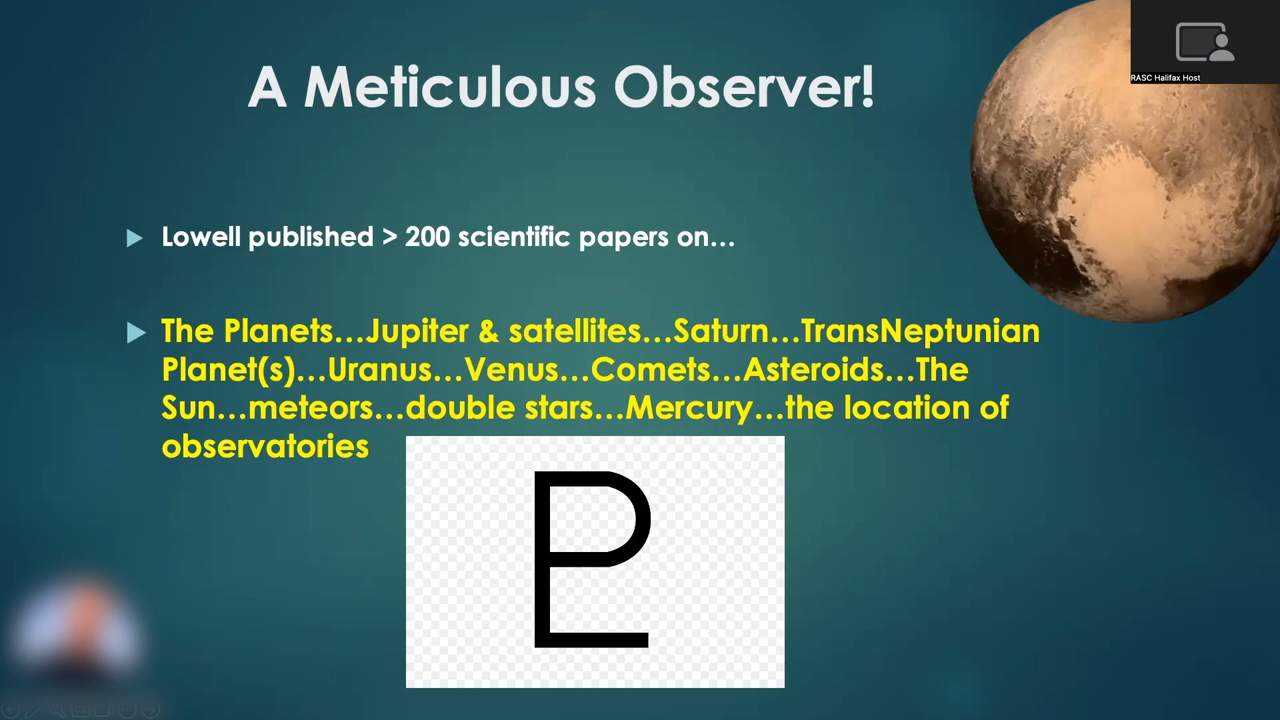 A Meticulous Observer!
RASC Halifax Host
Lowell published > 200 scientific papers on…
The Planets…Jupiter & satellites…Saturn…TransNeptunian
Planet(s)…Uranus…Venus…Comets…Asteroids…The
Sun…meteors…double stars…Mercury…the location of
observatories